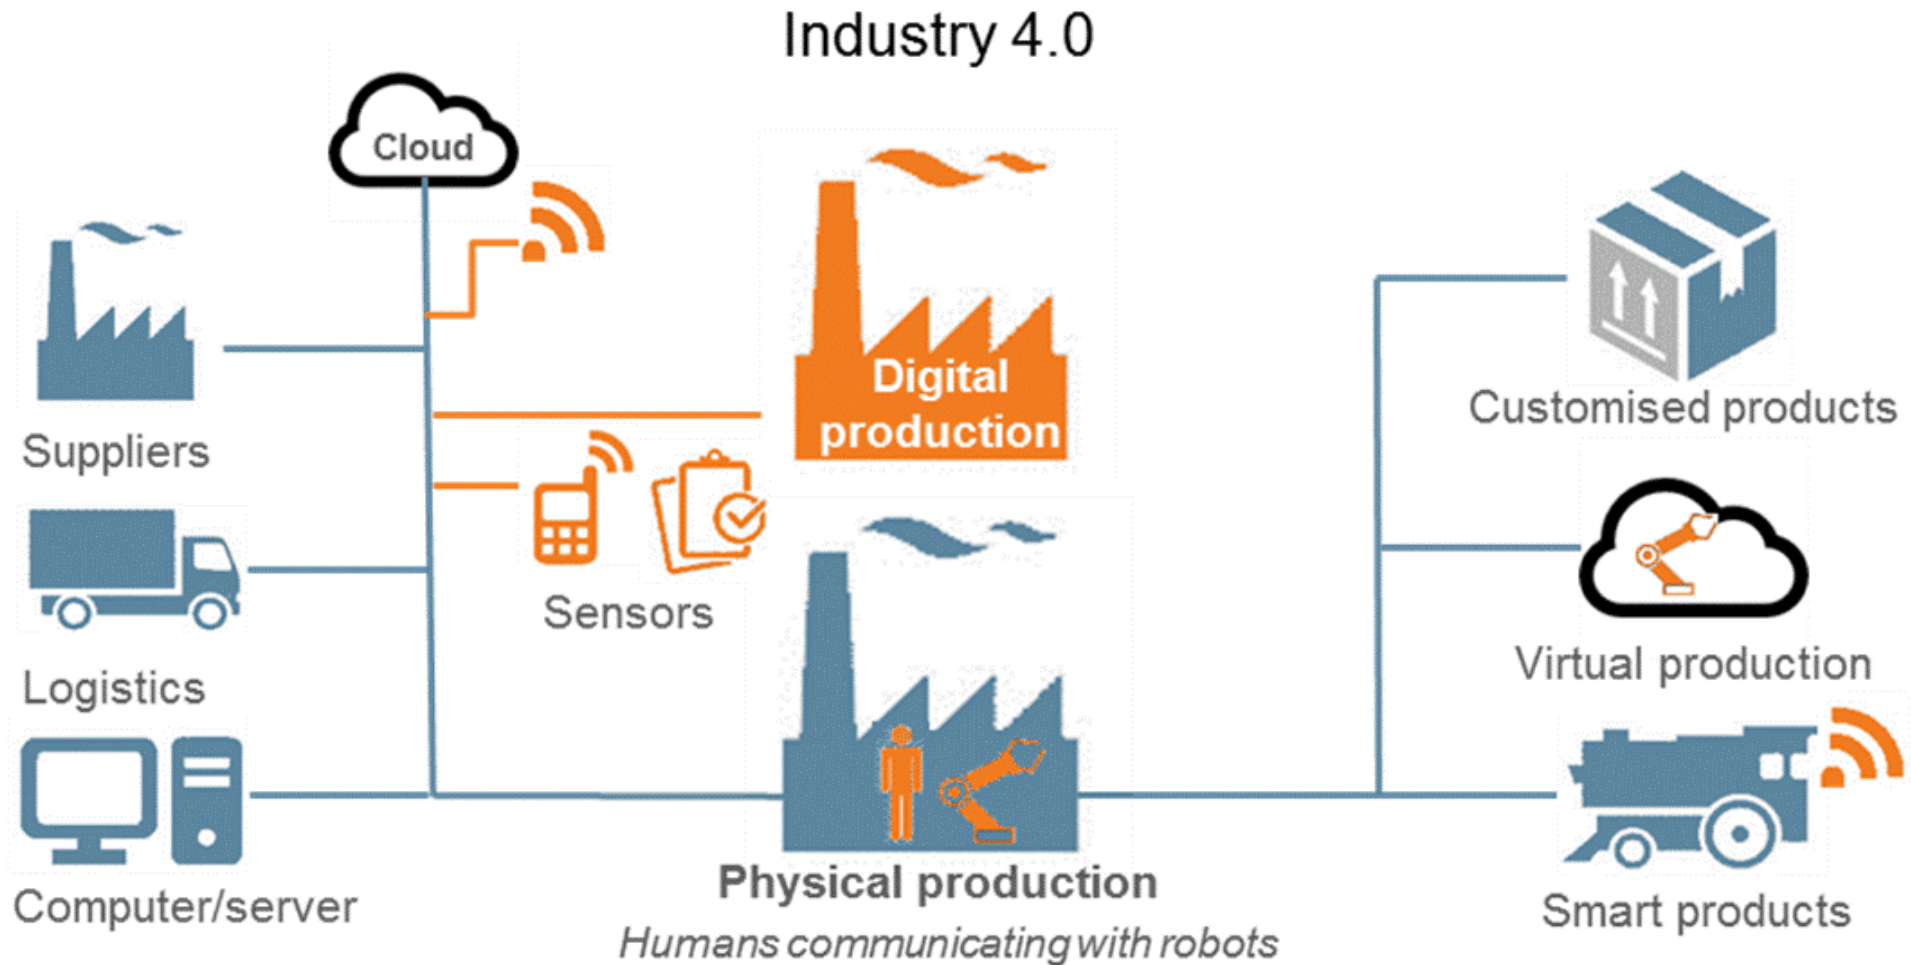 Industry 4.0
Cloud
Suppliers
Logistics
Computer/server
Sensors
Digital
production
Physical production
Humans communicating with robots
Customised products
Virtual production
Smart products